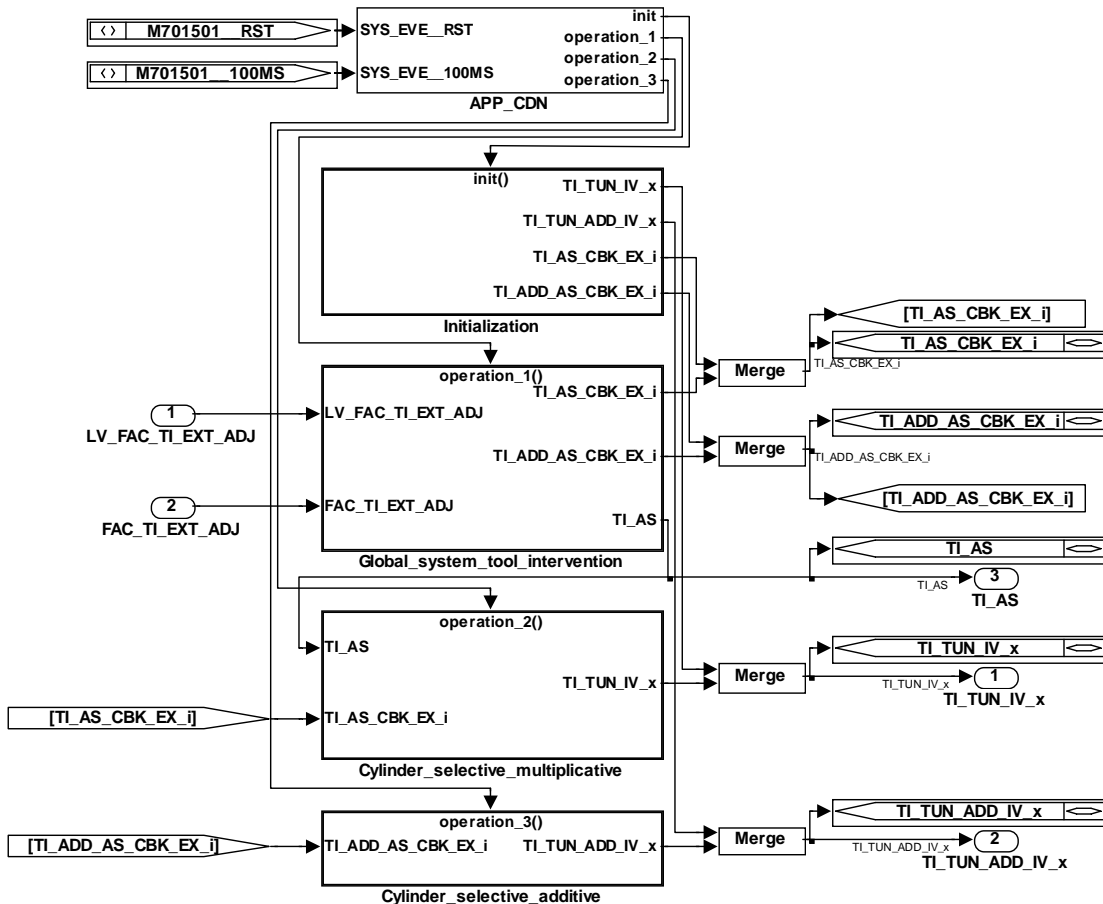 init
M701501__RST
SYS_EVE__RST
operation_1
operation_2
M701501__100MS
SYS_EVE__100MS
operation_3
APP_CDN
init()
TI_TUN_IV_x
TI_TUN_ADD_IV_x
TI_AS_CBK_EX_i
TI_ADD_AS_CBK_EX_i
Initialization
[TI_AS_CBK_EX_i]
TI_AS_CBK_EX_i
Merge
TI_AS_CBK_EX_i
operation_1()
TI_AS_CBK_EX_i
1
LV_FAC_TI_EXT_ADJ
LV_FAC_TI_EXT_ADJ
TI_ADD_AS_CBK_EX_i
Merge
TI_ADD_AS_CBK_EX_i
TI_ADD_AS_CBK_EX_i
2
FAC_TI_EXT_ADJ
FAC_TI_EXT_ADJ
[TI_ADD_AS_CBK_EX_i]
TI_AS
Global_system_tool_intervention
TI_AS
TI_AS
3
TI_AS
operation_2()
TI_AS
TI_TUN_IV_x
TI_TUN_IV_x
Merge
TI_TUN_IV_x
1
TI_TUN_IV_x
[TI_AS_CBK_EX_i]
TI_AS_CBK_EX_i
Cylinder_selective_multiplicative
TI_TUN_ADD_IV_x
operation_3()
[TI_ADD_AS_CBK_EX_i]
TI_ADD_AS_CBK_EX_i
TI_TUN_ADD_IV_x
Merge
TI_TUN_ADD_IV_x
2
TI_TUN_ADD_IV_x
Cylinder_selective_additive